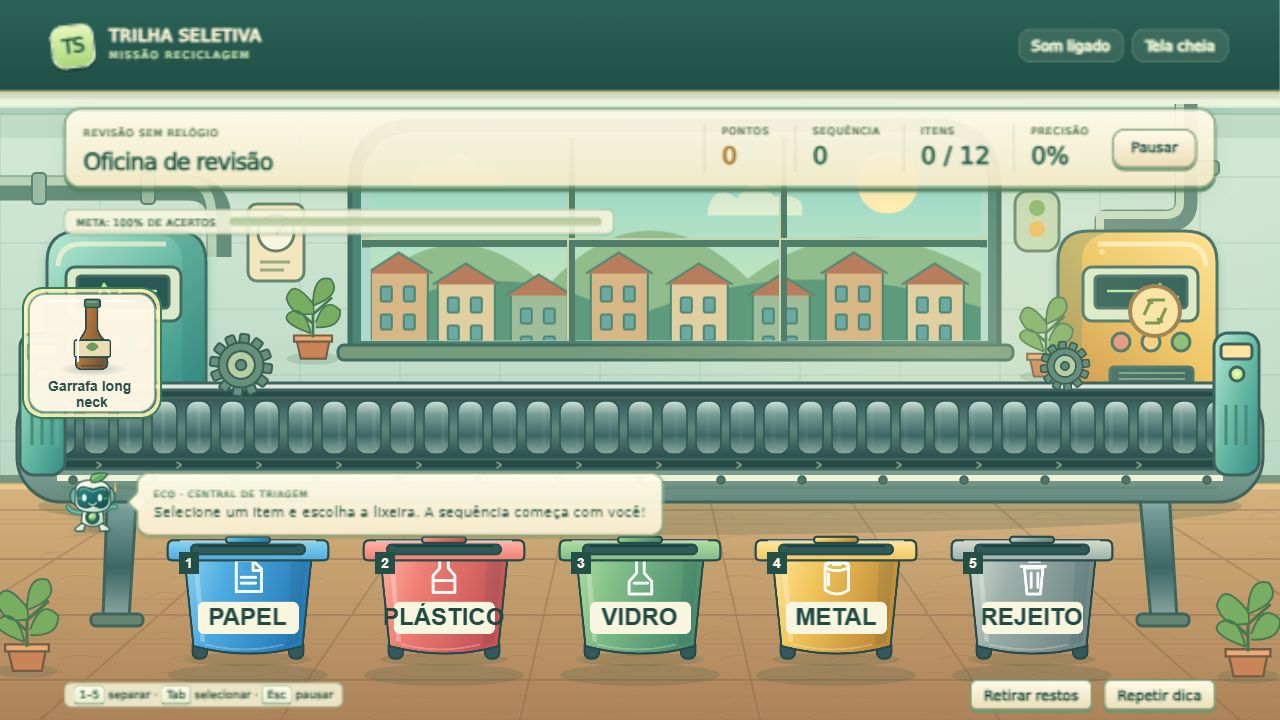 TS
TRILHA SELETIVA
MISSÃO RECICLAGEM
Som ligado
Tela cheia
REVISÃO SEM RELÓGIO
Oficina de revisão
PONTOS
0
SEQUÊNCIA
0
ITENS
0 / 12
PRECISÃO
0%
Pausar
META: 100% DE ACERTOS
Garrafa long
neck
ECO · CENTRAL DE TRIAGEM
Selecione um item e escolha a lixeira. A sequência começa com você!
1
PAPEL
2
PLÁSTICO
3
VIDRO
4
METAL
5
REJEITO
1–5 separar · Tab selecionar · Esc pausar
Retirar restos
Repetir dica